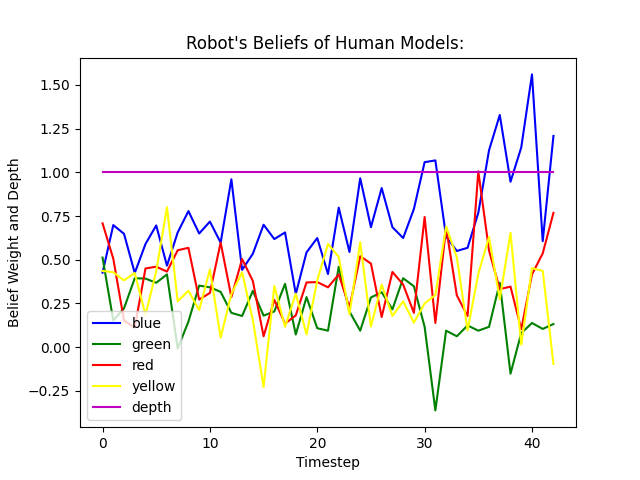 Robot's Beliefs of Human Models:
Belief Weight and Depth
1.50
1.25
1.00
0.75
0.50
0.25
0.00
−0.25
blue
green
red
yellow
depth
0 10 20 30 40
Timestep